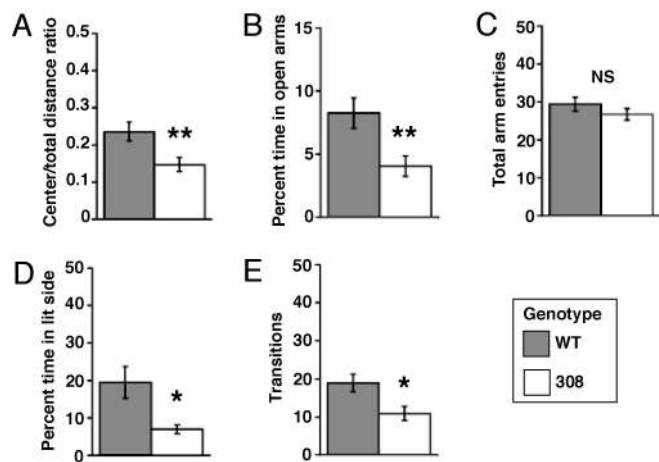 A
Center/total distance ratio
0.5
0.4
0.3
0.2
0.1
0
**
B
Percent time in open arms
15
10
5
0
**
C
Total arm entries
50
40
30
20
10
0
NS
D
Percent time in lit side
50
40
30
20
10
0
*
E
Transitions
50
40
30
20
10
0
*
Genotype
WT
308